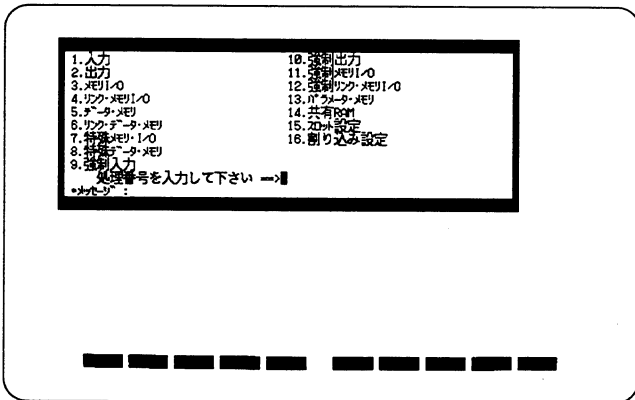 1.入力
2.出力
3.ﾒﾓﾘI/O
4.ﾘﾝｸ･ﾒﾓﾘI/O
5.ﾃﾞｰﾀ･ﾒﾓﾘ
6.ﾘﾝｸ･ﾃﾞｰﾀ･ﾒﾓﾘ
7.特殊ﾒﾓﾘ･I/O
8.特殊ﾃﾞｰﾀ･ﾒﾓﾘ
9.強制入力
10.強制出力
11.強制ﾒﾓﾘI/O
12.強制ﾘﾝｸ･ﾒﾓﾘI/O
13.ﾊﾟﾗﾒｰﾀ･ﾒﾓﾘ
14.共有RAM
15.ｽﾛｯﾄ設定
16.割り込み設定
処理番号を入力して下さい ==>
*ﾒｯｾｰｼﾞ :